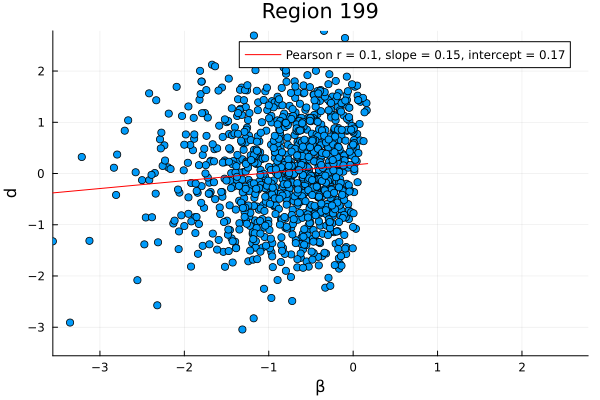 Region 199
Pearson r = 0.1, slope = 0.15, intercept = 0.17
d
2
1
0
−1
−2
−3
−3 −2 −1 0 1 2
β